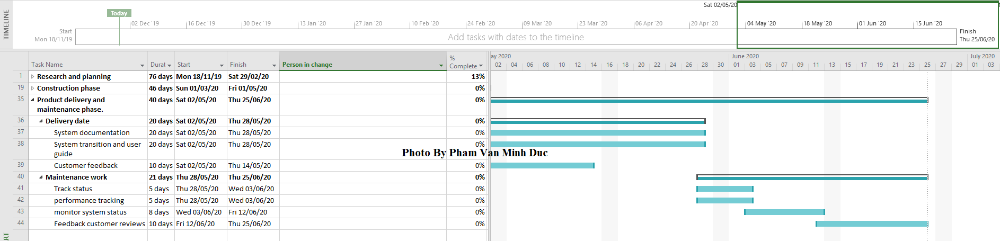 TIMELINE
Sat 02/05/20
Today
02 Dec '19 16 Dec '19 30 Dec '19 13 Jan '20 27 Jan '20 10 Feb '20 24 Feb '20 09 Mar '20 23 Mar '20 06 Apr '20 20 Apr '20 04 May '20 18 May '20 01 Jun '20 15 Jun '20
Start
Mon 18/11/19
Add tasks with dates to the timeline
Finish
Thu 25/06/20
ay 2020 June 2020 July 2020
Task Name Durat Start Finish Person in change % Complete
02 04 06 08 10 12 14 16 18 20 22 24 26 28 30 01 03 05 07 09 11 13 15 17 19 21 23 25 27 29 01 03
1 Research and planning 76 days Mon 18/11/19 Sat 29/02/20 13%
19 Construction phase 46 days Sun 01/03/20 Fri 01/05/20 0%
35 Product delivery and 40 days Sat 02/05/20 Thu 25/06/20 0%
maintenance phase.
36 Delivery date 20 days Sat 02/05/20 Thu 28/05/20 0%
37 System documentation 20 days Sat 02/05/20 Thu 28/05/20 0%
38 System transition and user 20 days Sat 02/05/20 Thu 28/05/20 0%
guide
Photo By Pham Van Minh Duc
39 Customer feedback 10 days Sat 02/05/20 Thu 14/05/20 0%
40 Maintenance work 21 days Thu 28/05/20 Thu 25/06/20 0%
41 Track status 5 days Thu 28/05/20 Wed 03/06/20 0%
42 performance tracking 5 days Thu 28/05/20 Wed 03/06/20 0%
43 monitor system status 8 days Wed 03/06/20 Fri 12/06/20 0%
44 Feedback customer reviews 10 days Fri 12/06/20 Thu 25/06/20 0%
ART